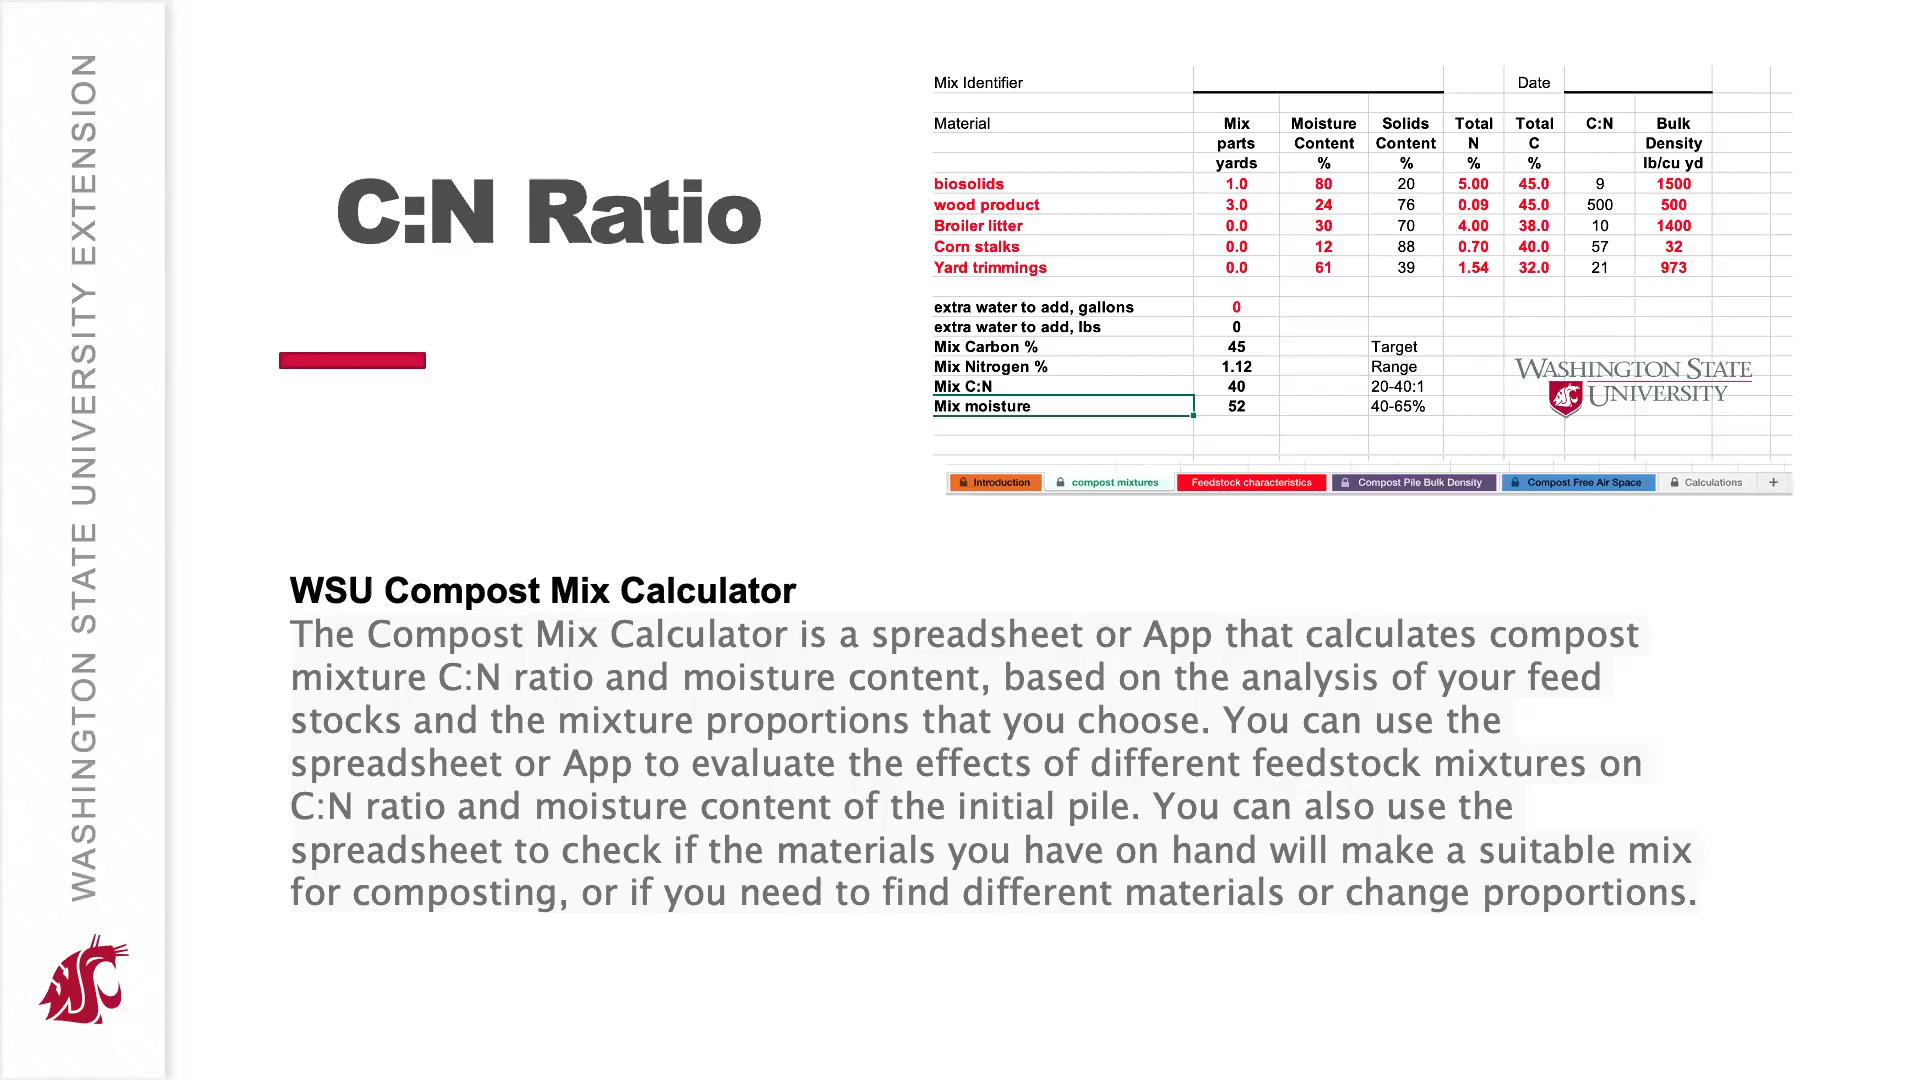 WASHINGTON STATE UNIVERSITY EXTENSION
C:N Ratio
Mix Identifier Date
Material Mix Moisture Solids Total Total C:N Bulk
parts Content Content N C Density
yards % % % % lb/cu yd
biosolids 1.0 80 20 5.00 45.0 9 1500
wood product 3.0 24 76 0.09 45.0 500 500
Broiler litter 0.0 30 70 4.00 38.0 10 1400
Corn stalks 0.0 12 88 0.70 40.0 57 32
Yard trimmings 0.0 61 39 1.54 32.0 21 973
extra water to add, gallons 0
extra water to add, lbs 0
Mix Carbon % 45 Target
Mix Nitrogen % 1.12 Range
Mix C:N 40 20-40:1
Mix moisture 52 40-65%
WASHINGTON STATE
UNIVERSITY
Introduction compost mixtures Feedstock characteristics Compost Pile Bulk Density Compost Free Air Space Calculations +
WSU Compost Mix Calculator
The Compost Mix Calculator is a spreadsheet or App that calculates compost
mixture C:N ratio and moisture content, based on the analysis of your feed
stocks and the mixture proportions that you choose. You can use the
spreadsheet or App to evaluate the effects of different feedstock mixtures on
C:N ratio and moisture content of the initial pile. You can also use the
spreadsheet to check if the materials you have on hand will make a suitable mix
for composting, or if you need to find different materials or change proportions.